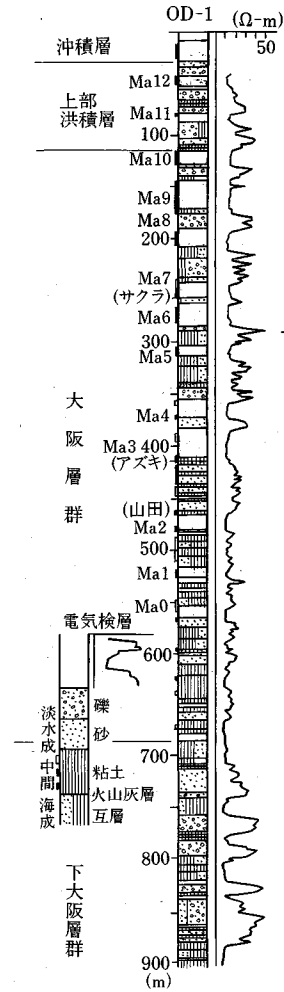 OD-1
(Ω-m)
50
沖積層
Ma12
上部
洪積層
Ma11
100
Ma10
Ma9
Ma8
200
Ma7
(サクラ)
Ma6
300
Ma5
大阪層群
Ma4
Ma3 400
(アズキ)
(山田)
Ma2
500
Ma1
Ma0
電気検層
600
礫
砂
粘土
火山灰層
互層
淡水成
中間
海成
700
下大阪層群
800
900
(m)